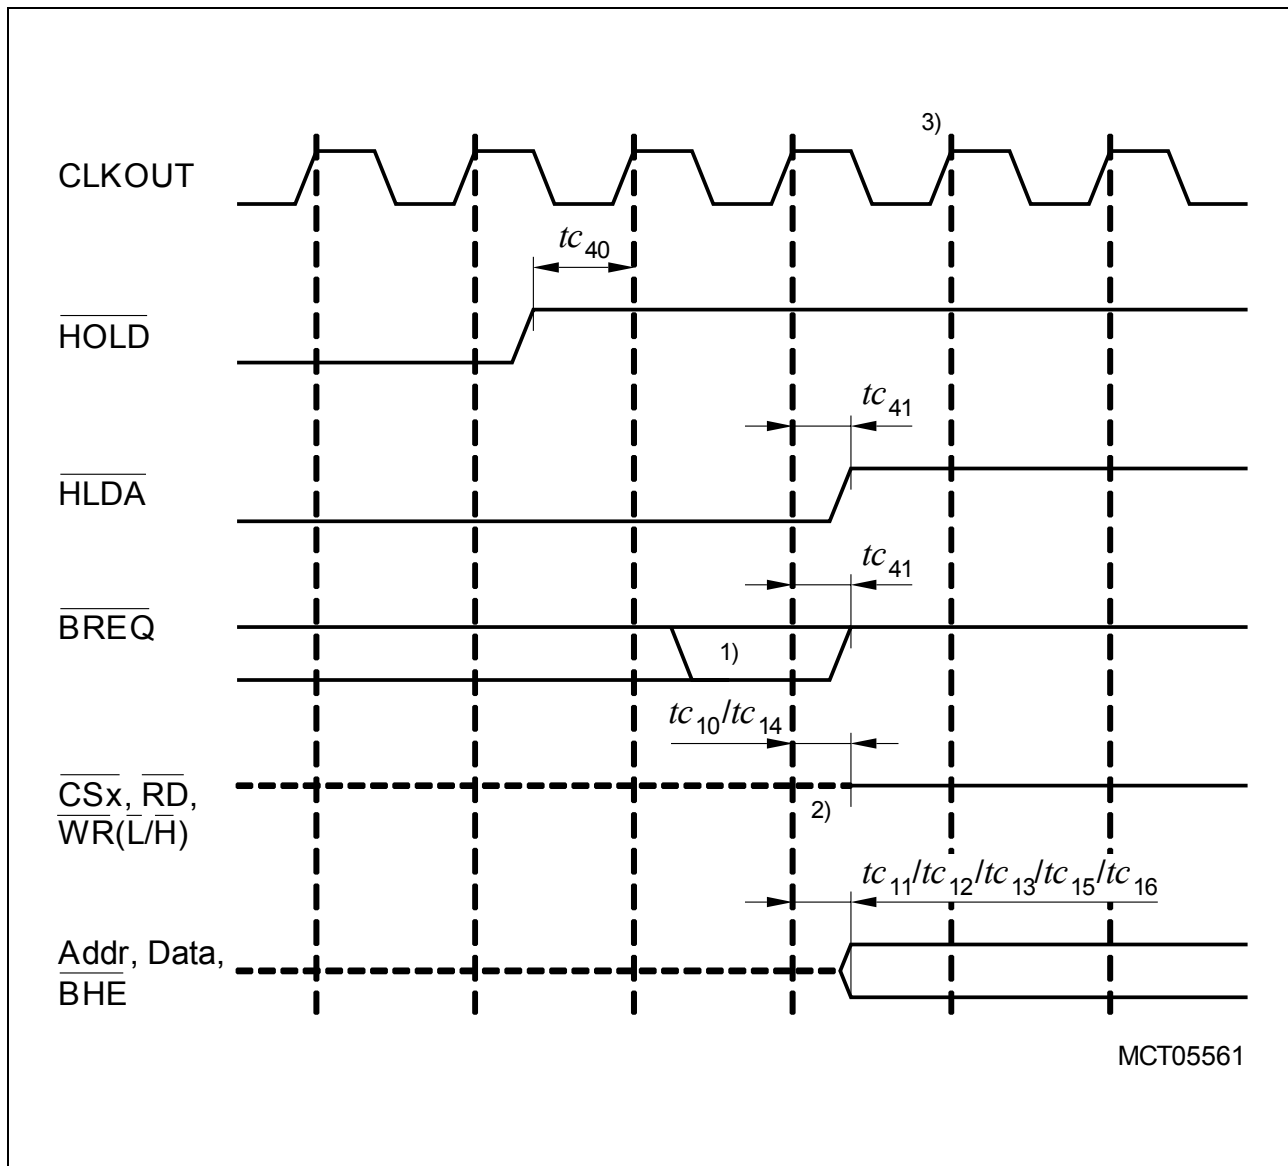 3)
CLKOUT
tc40
HOLD
tc41
HLDA
tc41
BREQ
1)
tc10/tc14
CSx, RD,
WR(L/H)
2)
tc11/tc12/tc13/tc15/tc16
Addr, Data,
BHE
MCT05561